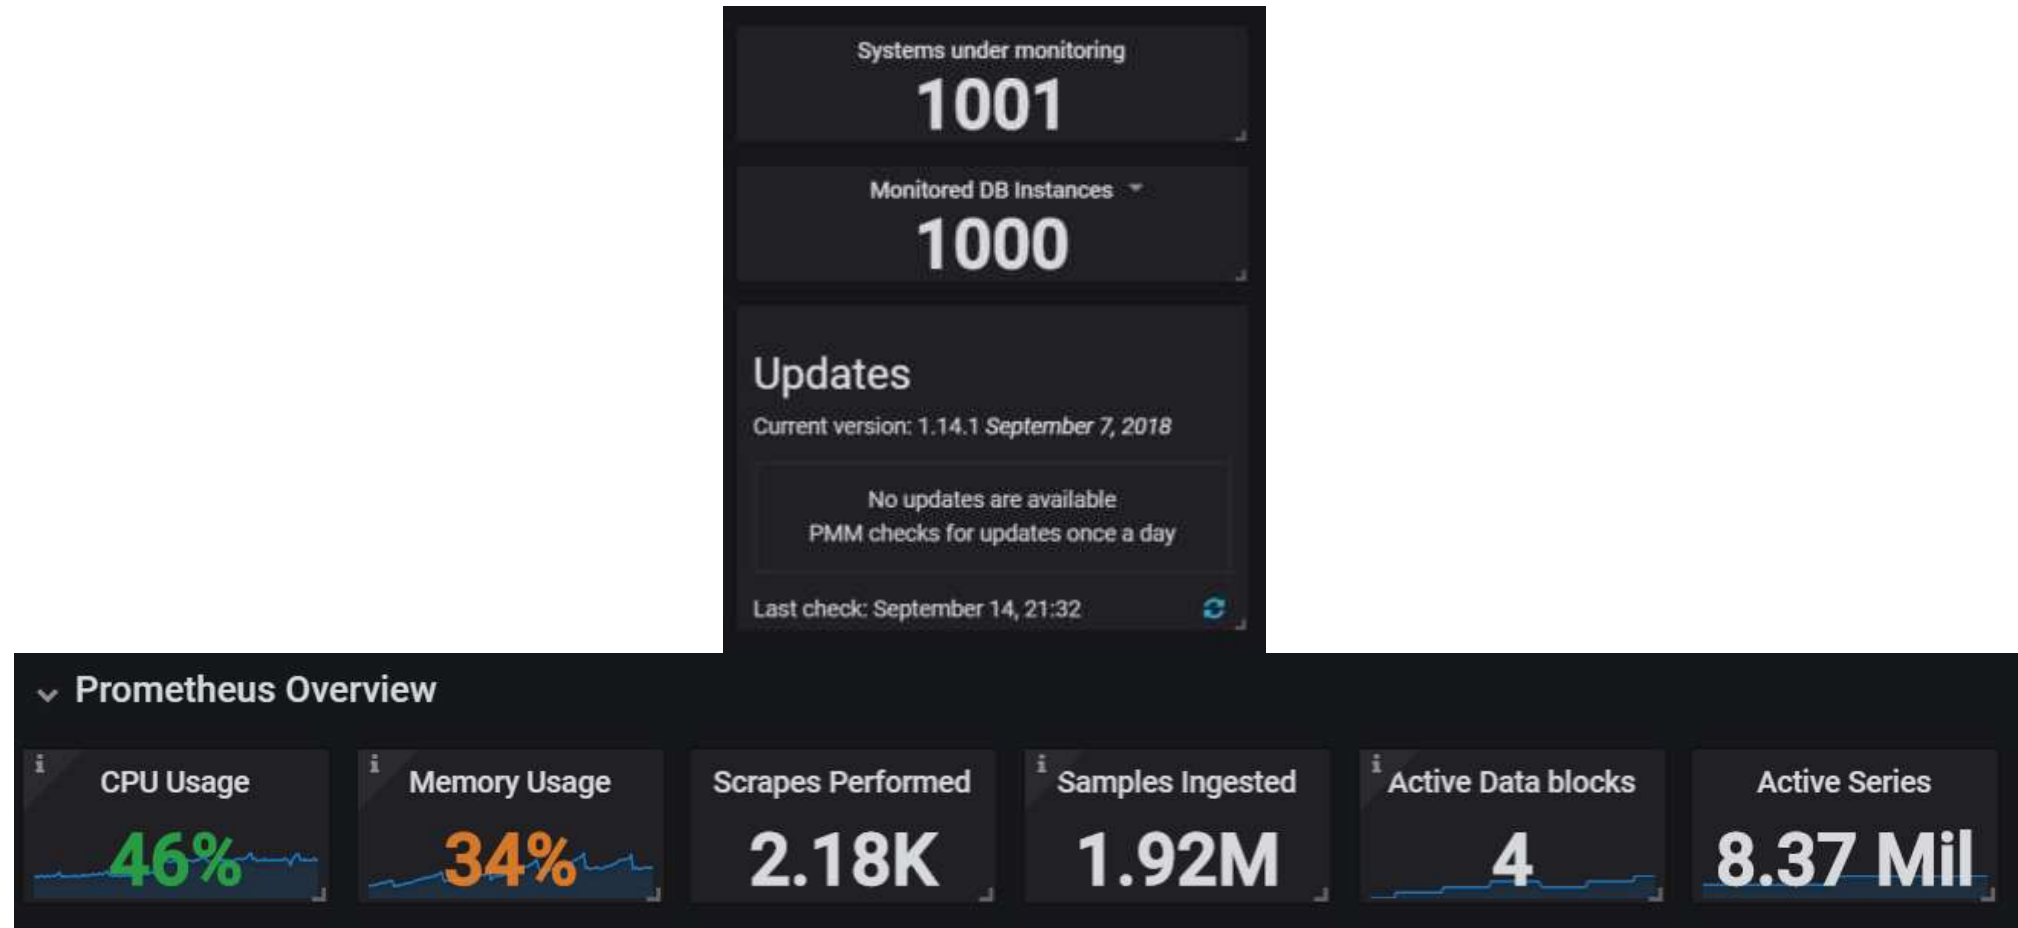 Systems under monitoring
1001
Monitored DB Instances
1000
Updates
Current version: 1.14.1 September 7, 2018
No updates are available
PMM checks for updates once a day
Last check: September 14, 21:32
Prometheus Overview
CPU Usage
46%
Memory Usage
34%
Scrapes Performed
2.18K
Samples Ingested
1.92M
Active Data blocks
4
Active Series
8.37 Mil